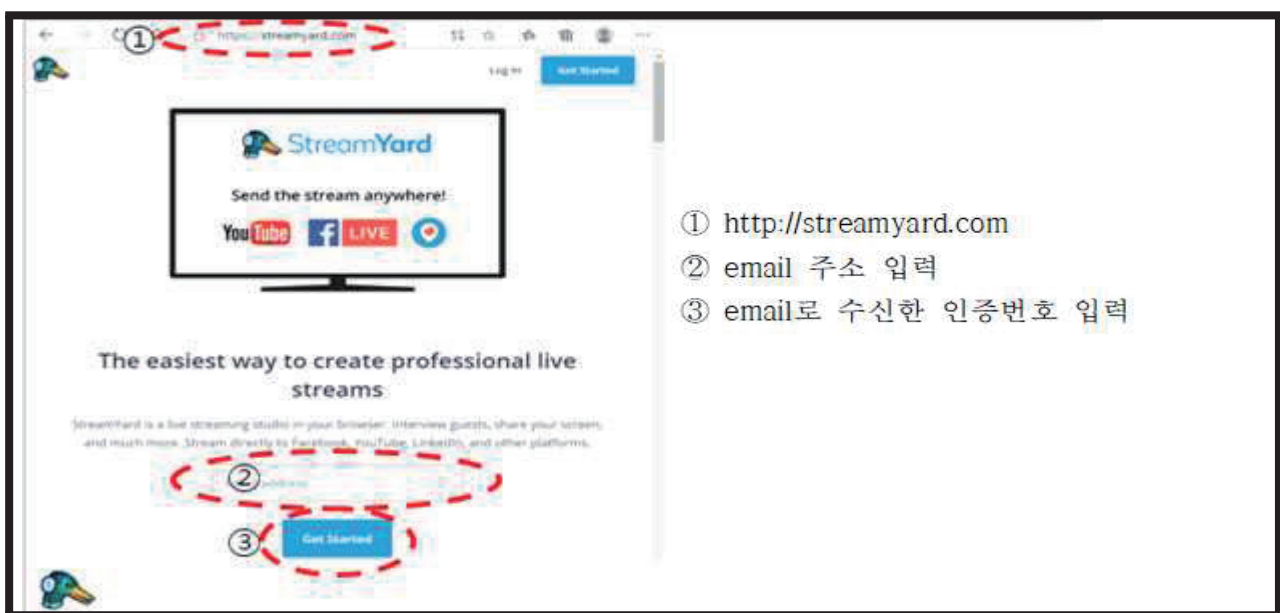 ①
https://streamyard.com
Log in
Get Started
StreamYard
Send the stream anywhere!
YouTube
f LIVE
The easiest way to create professional live
streams
StreamYard is a live streaming studio in your browser. Interview guests, share your screen,
and much more. Stream directly to Facebook, YouTube, LinkedIn, and other platforms.
② address
③ Get Started
① http://streamyard.com
② email 주소 입력
③ email로 수신한 인증번호 입력